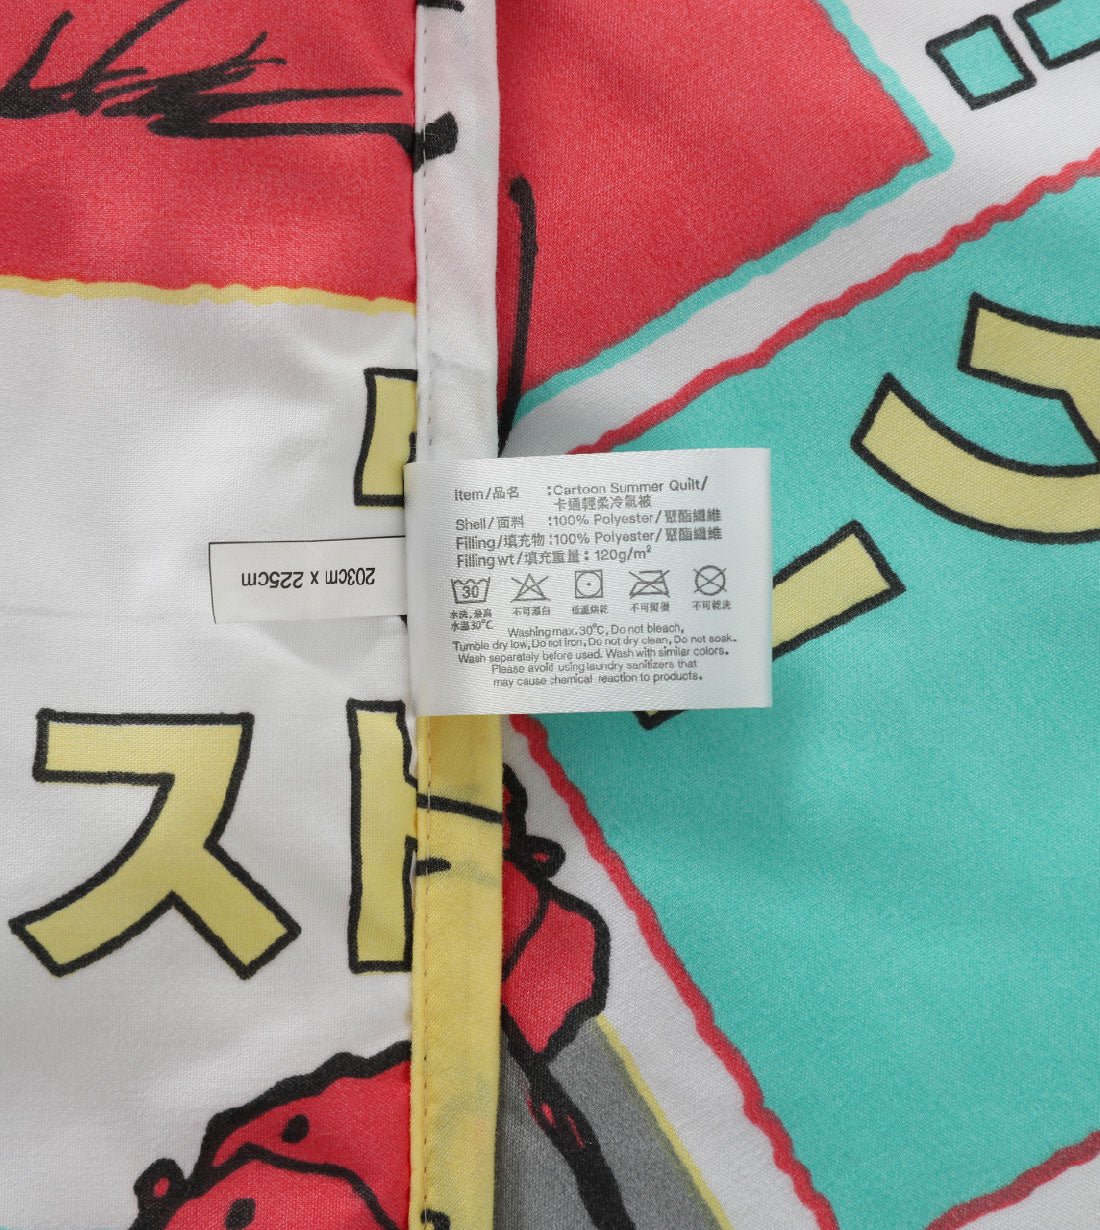 Item/品名 :Cartoon Summer Quilt/
卡通輕柔冷氣被
Shell/面料 :100% Polyester/聚酯纖維
Filling/填充物:100% Polyester/聚酯纖維
Filling wt/填充重量:120g/m²
30
水洗,最高
水溫30℃
不可漂白
低溫烘乾
不可熨燙
不可乾洗
Washing max. 30℃, Do not bleach,
Tumble dry low, Do not iron, Do not dry clean, Do not soak.
Wash separately before used. Wash with similar colors.
Please avoid using laundry sanitizers that
may cause chemical reaction to products.
203cm x 225cm
ス